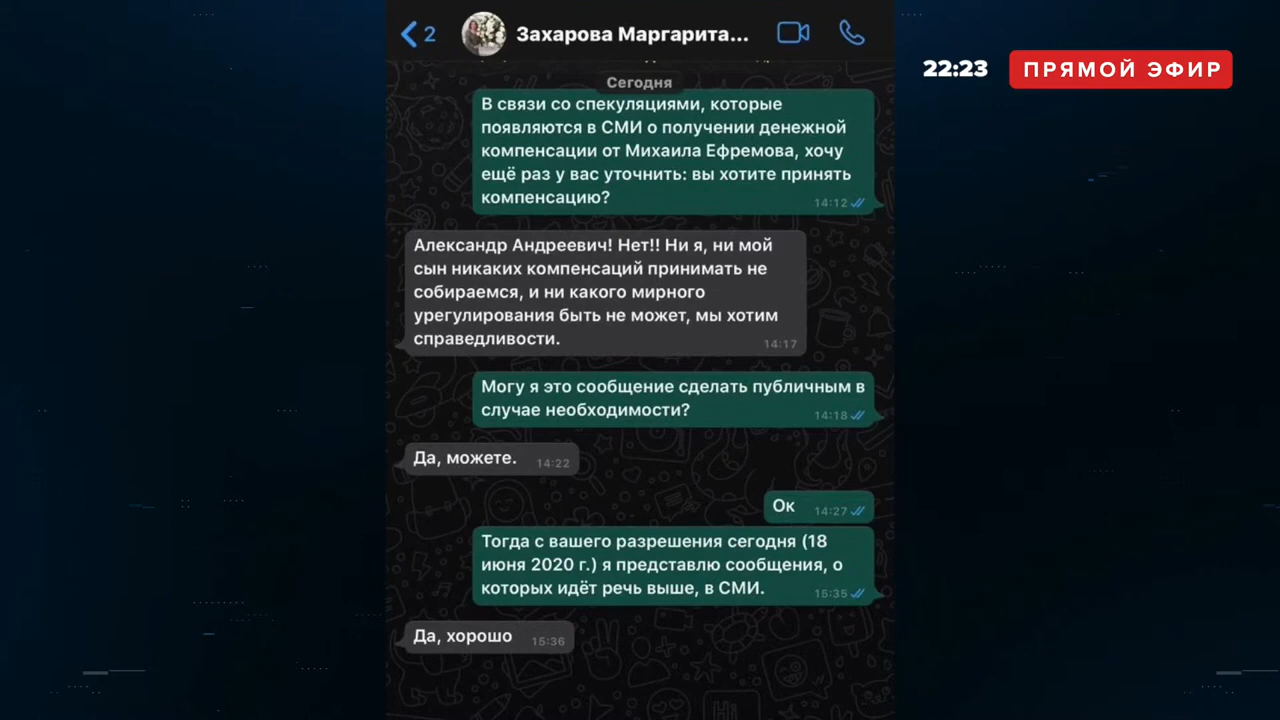 2
Захарова Маргарита...
22:23
ПРЯМОЙ ЭФИР
Сегодня
В связи со спекуляциями, которые
появляются в СМИ о получении денежной
компенсации от Михаила Ефремова, хочу
ещё раз у вас уточнить: вы хотите принять
компенсацию?
14:12
Александр Андреевич! Нет!! Ни я, ни мой
сын никаких компенсаций принимать не
собираемся, и ни какого мирного
урегулирования быть не может, мы хотим
справедливости.
14:17
Могу я это сообщение сделать публичным в
случае необходимости?
14:18
Да, можете.
14:22
Ок
14:27
Тогда с вашего разрешения сегодня (18
июня 2020 г.) я представлю сообщения, о
которых идёт речь выше, в СМИ.
15:35
Да, хорошо
15:36